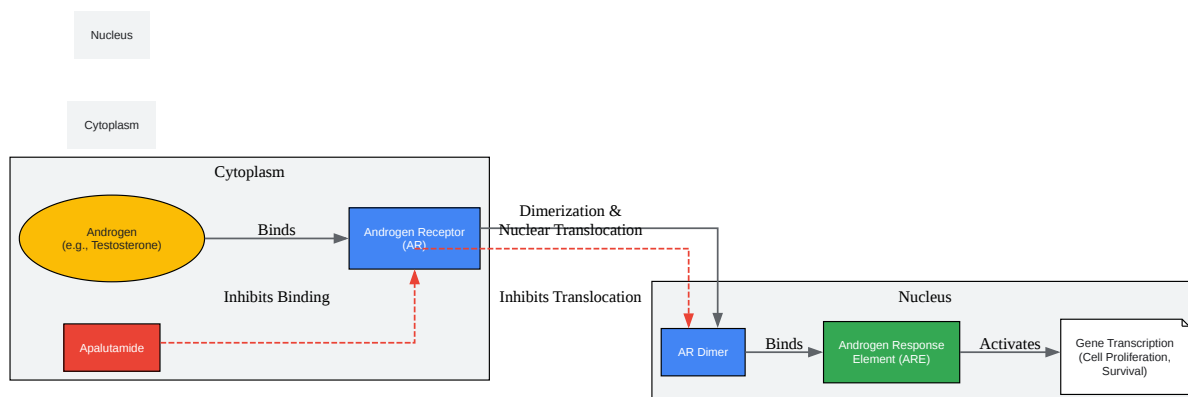 Nucleus
Cytoplasm
Cytoplasm
Androgen
(e.g., Testosterone)
Binds
Androgen Receptor
(AR)
Dimerization &
Nuclear Translocation
Inhibits Binding
Inhibits Translocation
Apalutamide
Nucleus
AR Dimer
Binds
Androgen Response
Element (ARE)
Activates
Gene Transcription
(Cell Proliferation,
Survival)